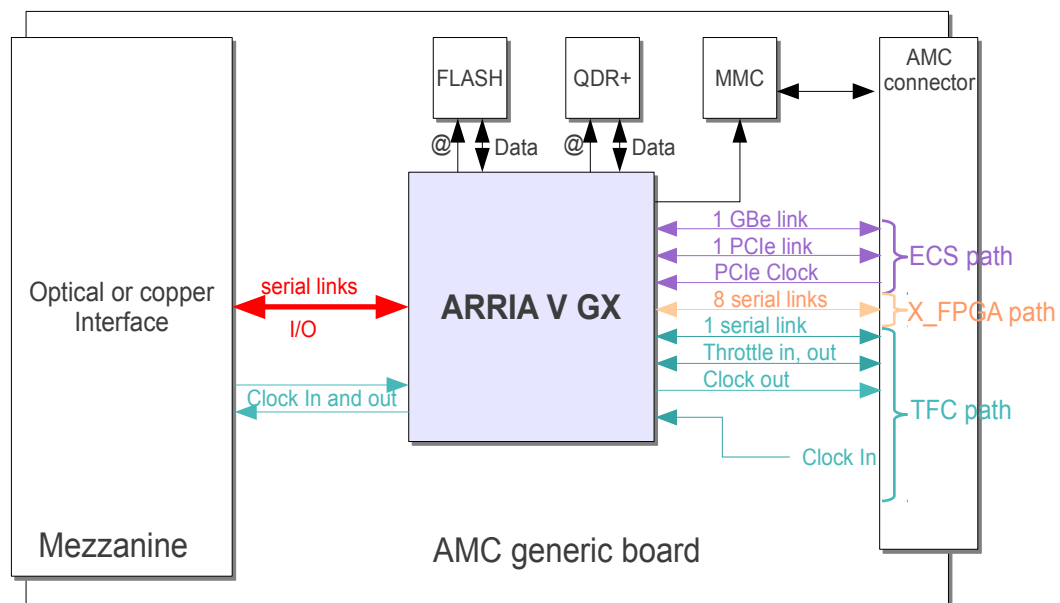 FLASH
QDR+
MMC
AMC
connector
@
Data
@
Data
1 GBe link
1 PCIe link
PCIe Clock
ECS path
Optical or copper
Interface
serial links
I/O
ARRIA V GX
8 serial links
X_FPGA path
1 serial link
Throttle in, out
Clock out
TFC path
Clock In and out
Clock In
Mezzanine
AMC generic board